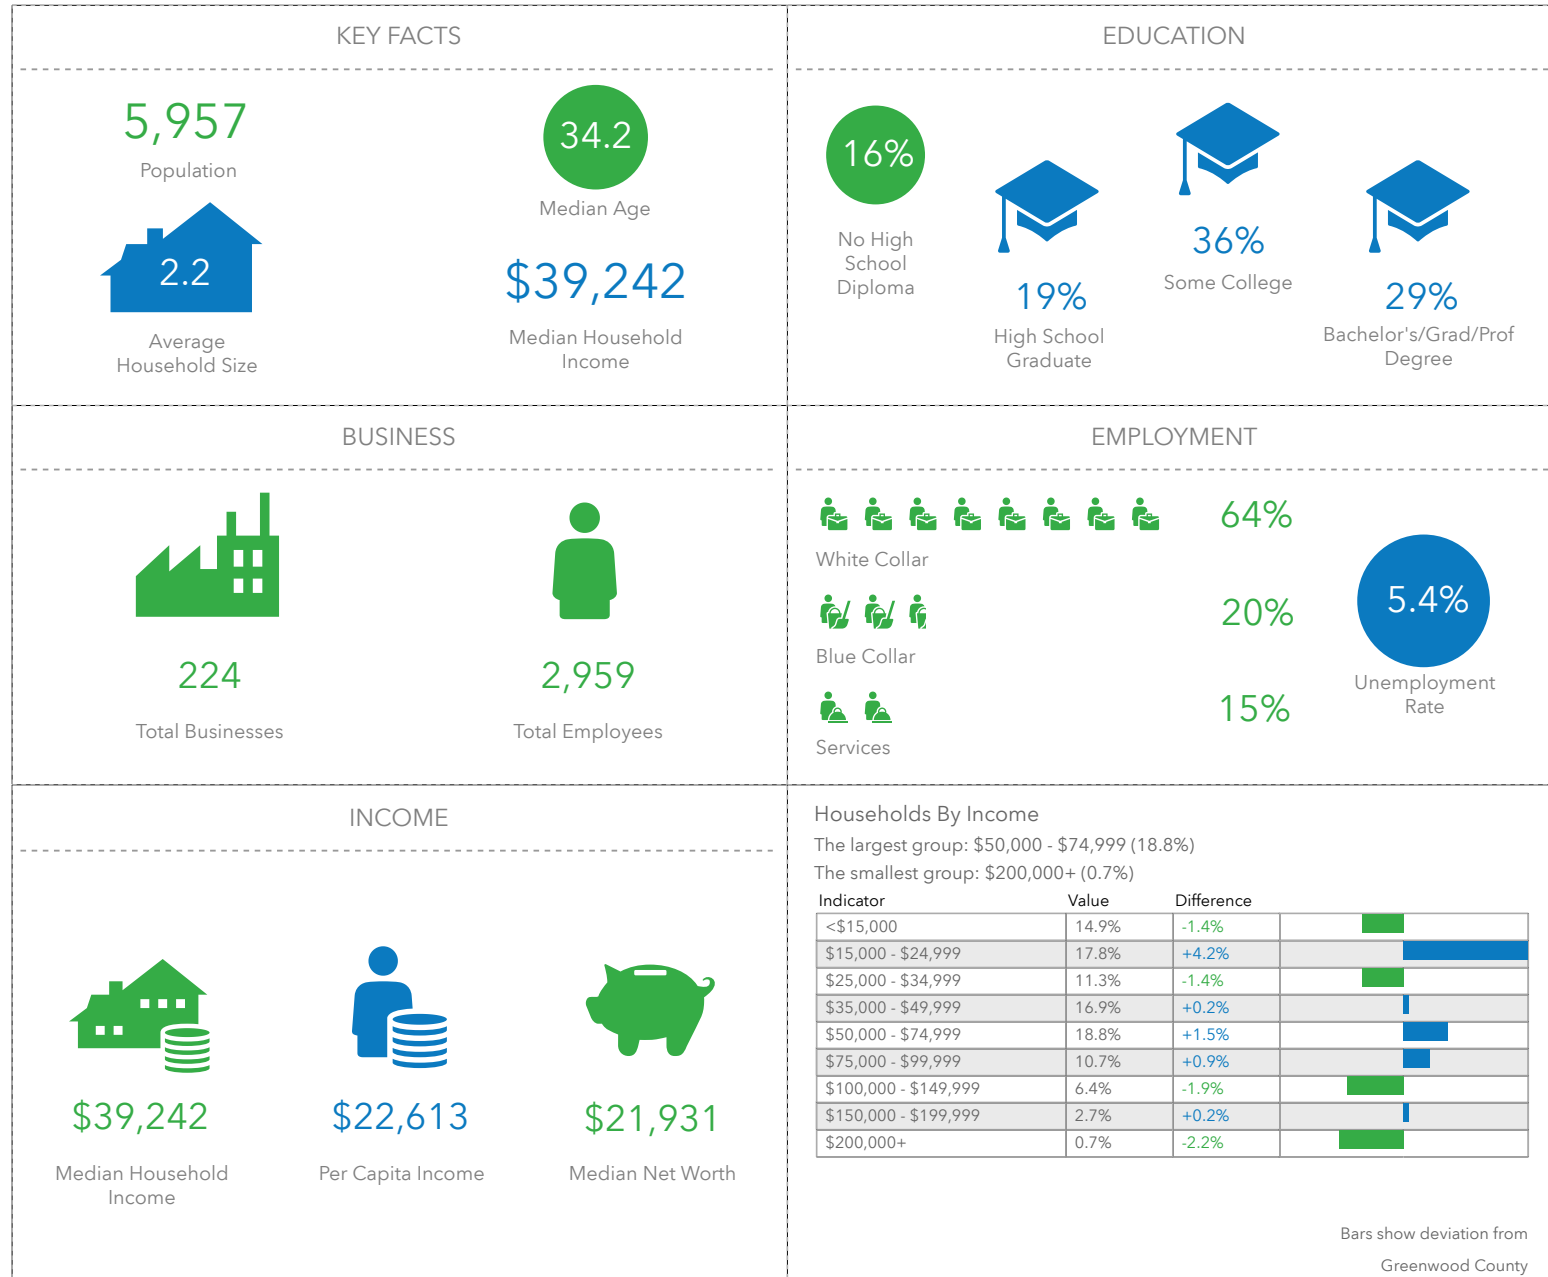 KEY FACTS
5,957
Population
34.2
Median Age
2.2
Average
Household Size
$39,242
Median Household
Income
EDUCATION
16%
No High
School
Diploma
19%
High School
Graduate
36%
Some College
29%
Bachelor's/Grad/Prof
Degree
BUSINESS
224
Total Businesses
2,959
Total Employees
EMPLOYMENT
64%
White Collar
20%
Blue Collar
15%
Services
5.4%
Unemployment
Rate
INCOME
$39,242
Median Household
Income
$22,613
Per Capita Income
$21,931
Median Net Worth
Households By Income
The largest group: $50,000 - $74,999 (18.8%)
The smallest group: $200,000+ (0.7%)
Indicator Value Difference
<$15,000 14.9% -1.4%
$15,000 - $24,999 17.8% +4.2%
$25,000 - $34,999 11.3% -1.4%
$35,000 - $49,999 16.9% +0.2%
$50,000 - $74,999 18.8% +1.5%
$75,000 - $99,999 10.7% +0.9%
$100,000 - $149,999 6.4% -1.9%
$150,000 - $199,999 2.7% +0.2%
$200,000+ 0.7% -2.2%
Bars show deviation from
Greenwood County